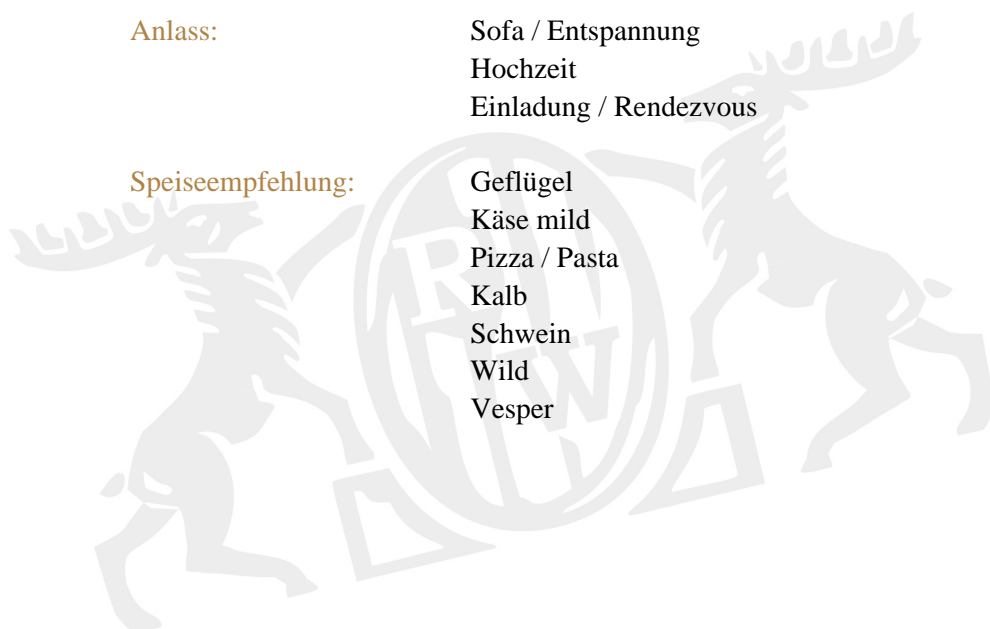 Anlass: Sofa / Entspannung
Hochzeit
Einladung / Rendezvous
Speiseempfehlung: Geflügel
Käse mild
Pizza / Pasta
Kalb
Schwein
Wild
Vesper
R
W